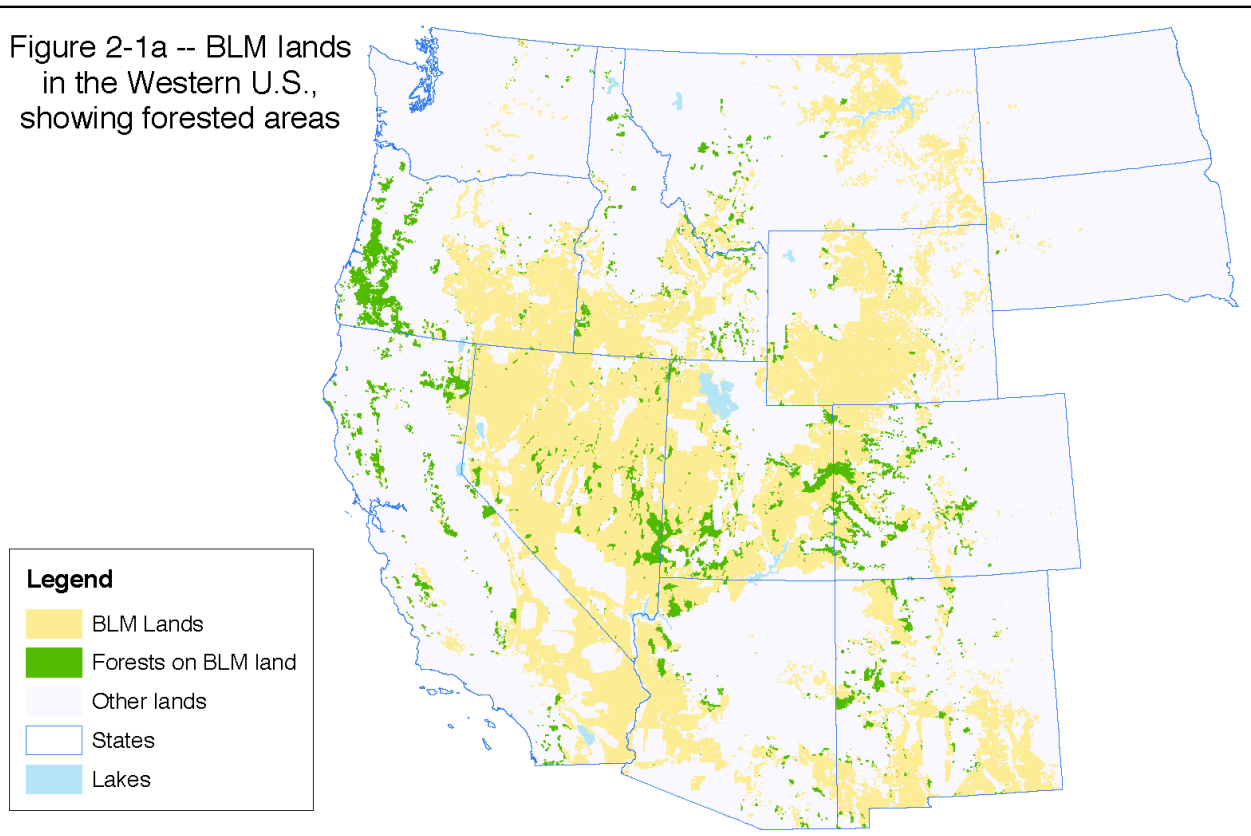 Figure 2-1a -- BLM lands
in the Western U.S.,
showing forested areas
Legend
BLM Lands
Forests on BLM land
Other lands
States
Lakes